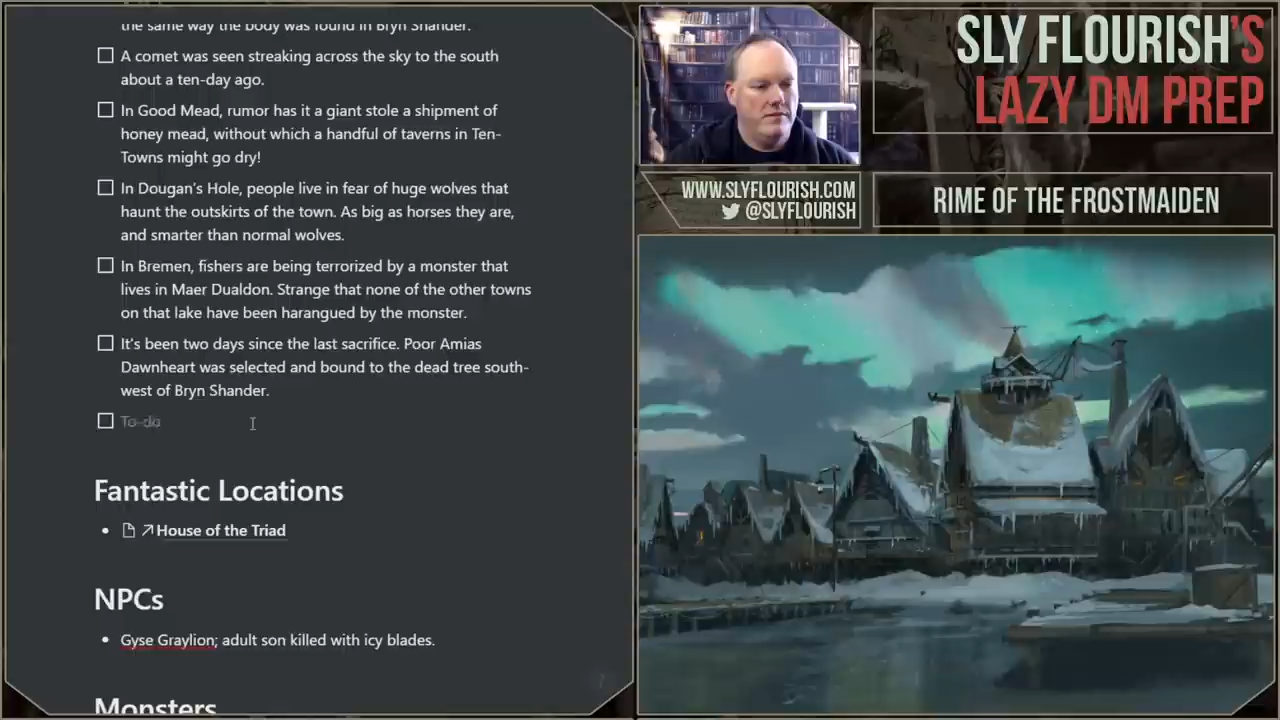 the same way the body was found in Bryn Shander.
A comet was seen streaking across the sky to the south
about a ten-day ago.
In Good Mead, rumor has it a giant stole a shipment of
honey mead, without which a handful of taverns in Ten-
Towns might go dry!
In Dougan's Hole, people live in fear of huge wolves that
haunt the outskirts of the town. As big as horses they are,
and smarter than normal wolves.
In Bremen, fishers are being terrorized by a monster that
lives in Maer Dualdon. Strange that none of the other towns
on that lake have been harangued by the monster.
It's been two days since the last sacrifice. Poor Amias
Dawnheart was selected and bound to the dead tree south-
west of Bryn Shander.
To-do
Fantastic Locations
House of the Triad
NPCs
Gyse Graylion; adult son killed with icy blades.
Monsters
SLY FLOURISH'S
LAZY DM PREP
WWW.SLYFLOURISH.COM
@SLYFLOURISH
RIME OF THE FROSTMAIDEN